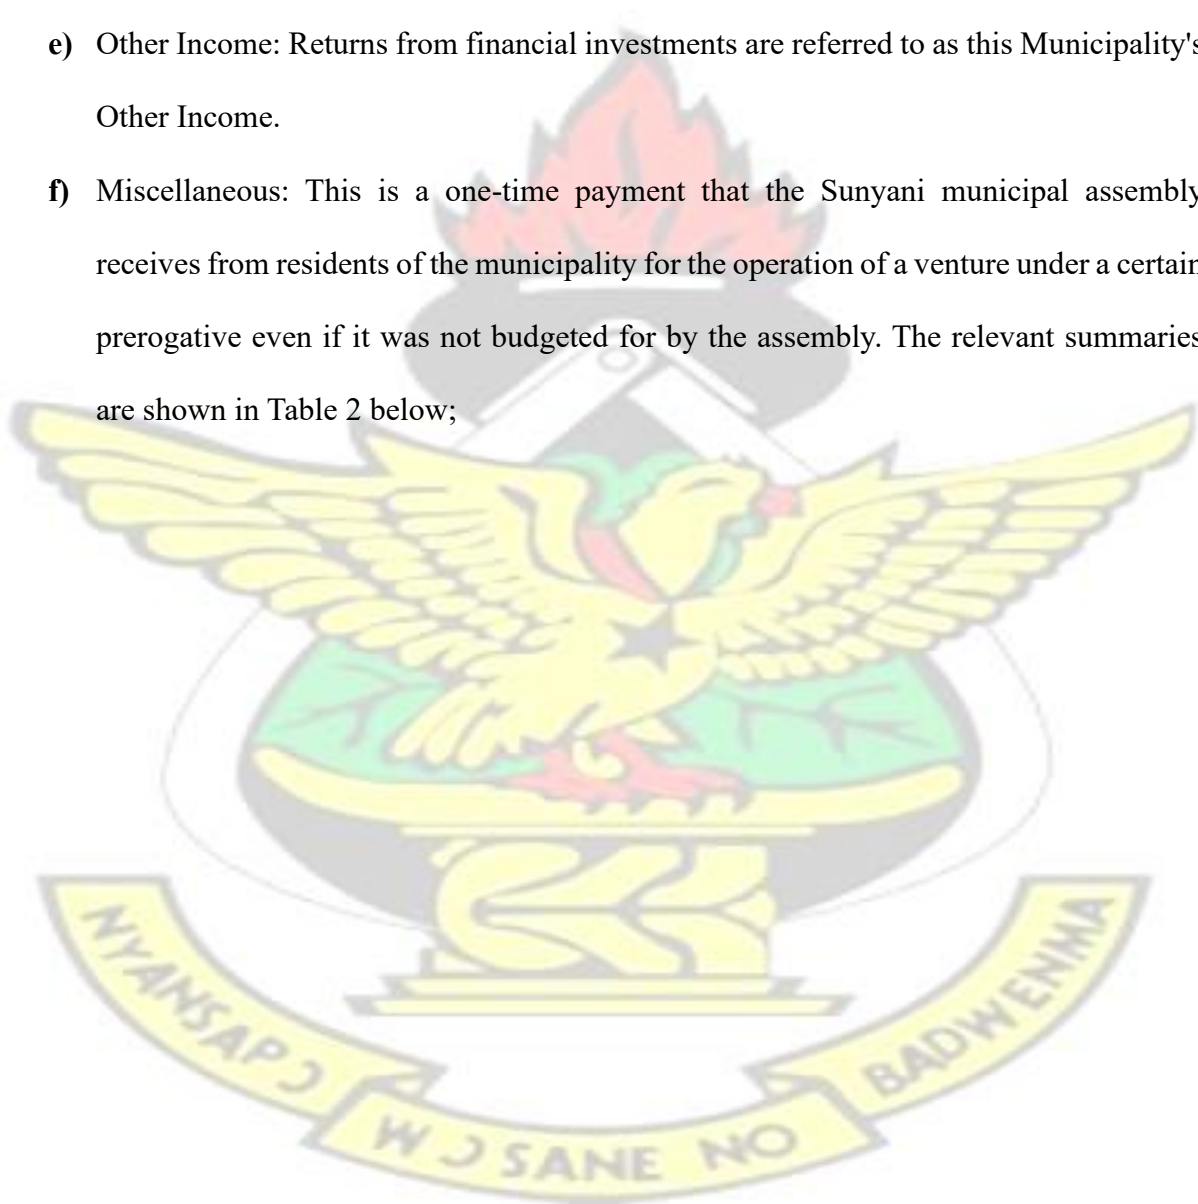 e) Other Income: Returns from financial investments are referred to as this Municipality's
Other Income.
f) Miscellaneous: This is a one-time payment that the Sunyani municipal assembly
receives from residents of the municipality for the operation of a venture under a certain
prerogative even if it was not budgeted for by the assembly. The relevant summaries
are shown in Table 2 below;
NYANSAPƆ
WƆSANE NO
BADWENMA